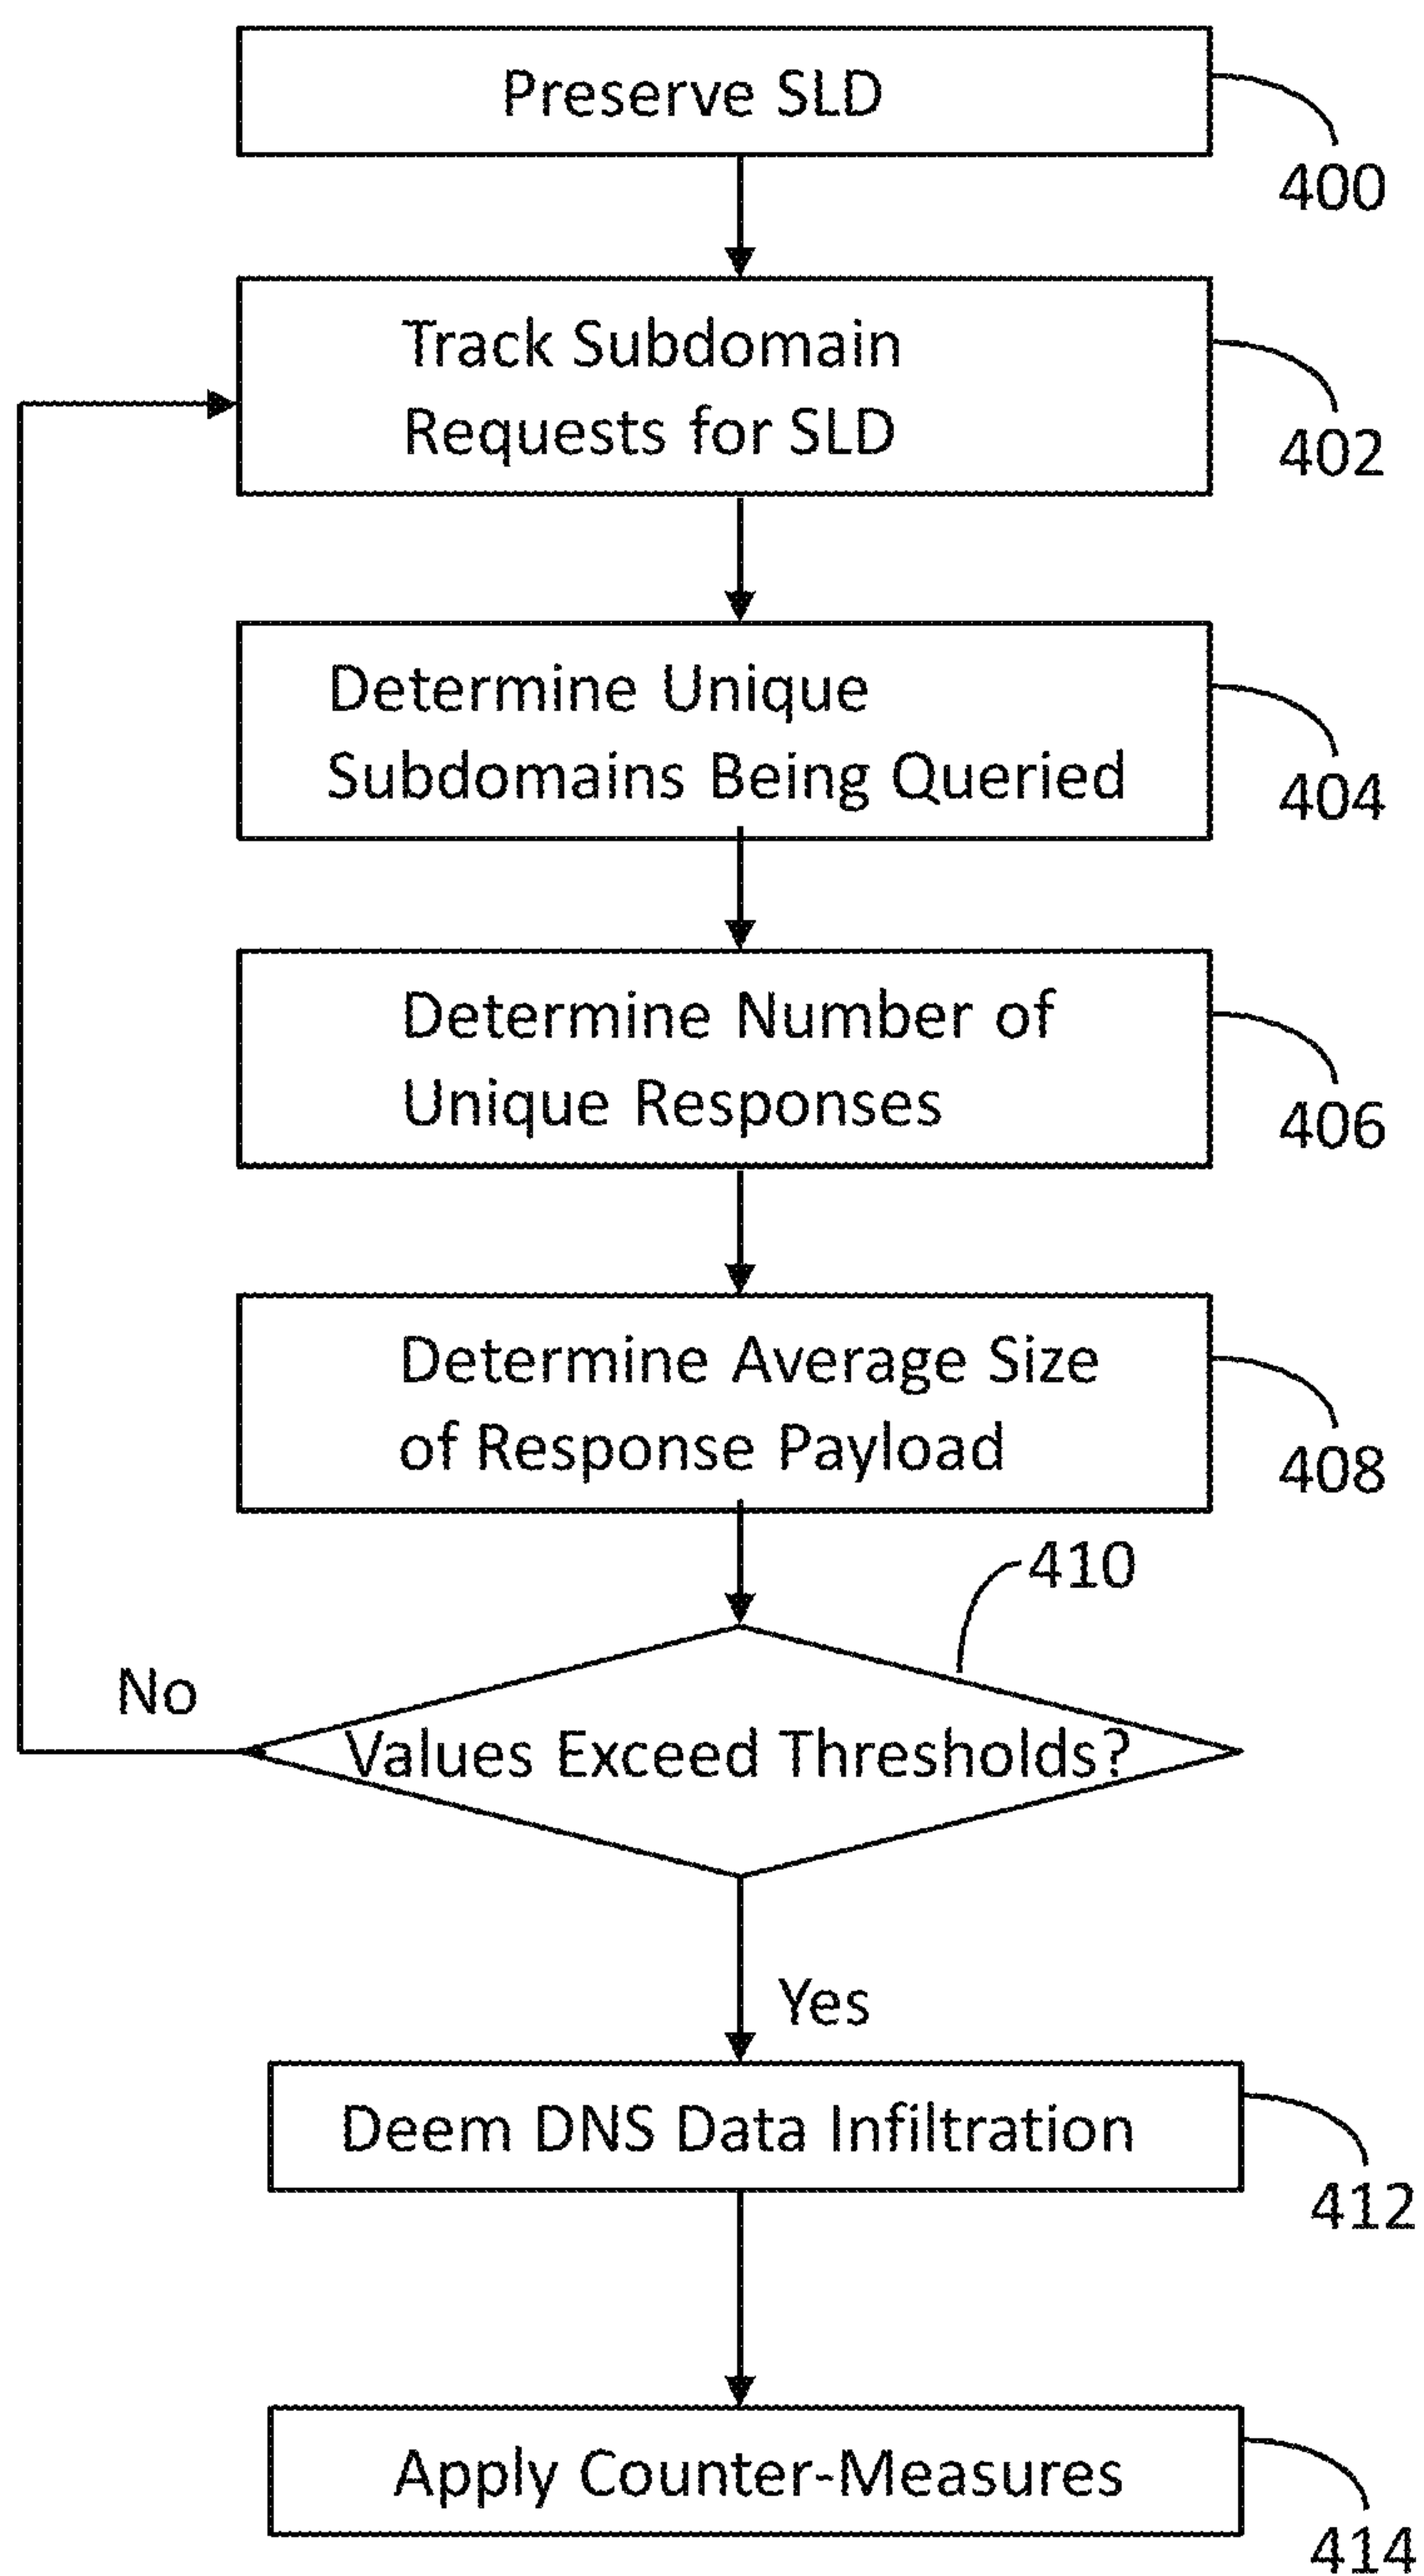 Preserve SLD
400
Track Subdomain
Requests for SLD
402
Determine Unique
Subdomains Being Queried
404
Determine Number of
Unique Responses
406
Determine Average Size
of Response Payload
408
410
No
Values Exceed Thresholds?
Yes
Deem DNS Data Infiltration
412
Apply Counter-Measures
414